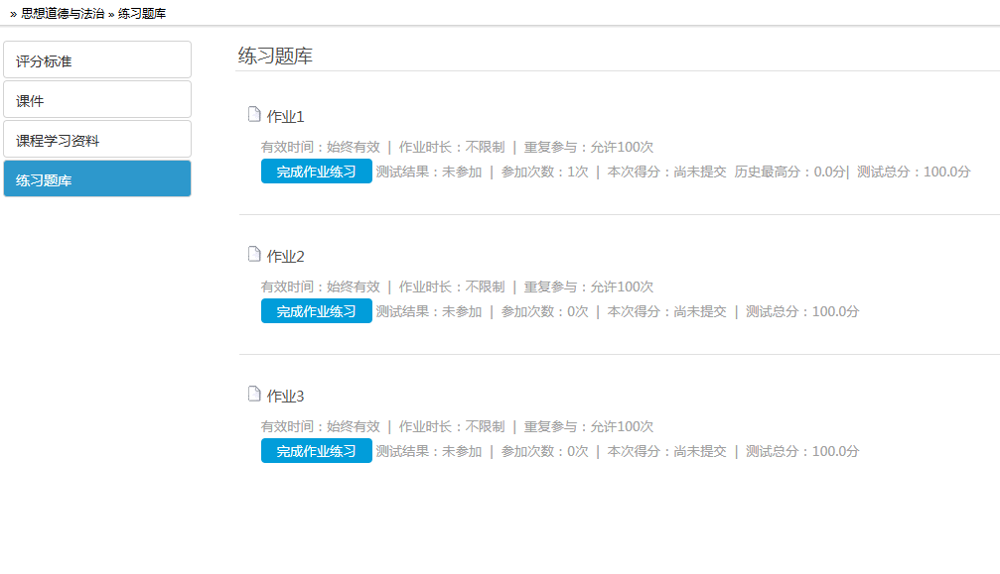 » 思想道德与法治 » 练习题库
评分标准
课件
课程学习资料
练习题库
练习题库
作业1
有效时间：始终有效 | 作业时长：不限制 | 重复参与：允许100次
完成作业练习 测试结果：未参加 | 参加次数：1次 | 本次得分：尚未提交 历史最高分：0.0分| 测试总分：100.0分
作业2
有效时间：始终有效 | 作业时长：不限制 | 重复参与：允许100次
完成作业练习 测试结果：未参加 | 参加次数：0次 | 本次得分：尚未提交 | 测试总分：100.0分
作业3
有效时间：始终有效 | 作业时长：不限制 | 重复参与：允许100次
完成作业练习 测试结果：未参加 | 参加次数：0次 | 本次得分：尚未提交 | 测试总分：100.0分